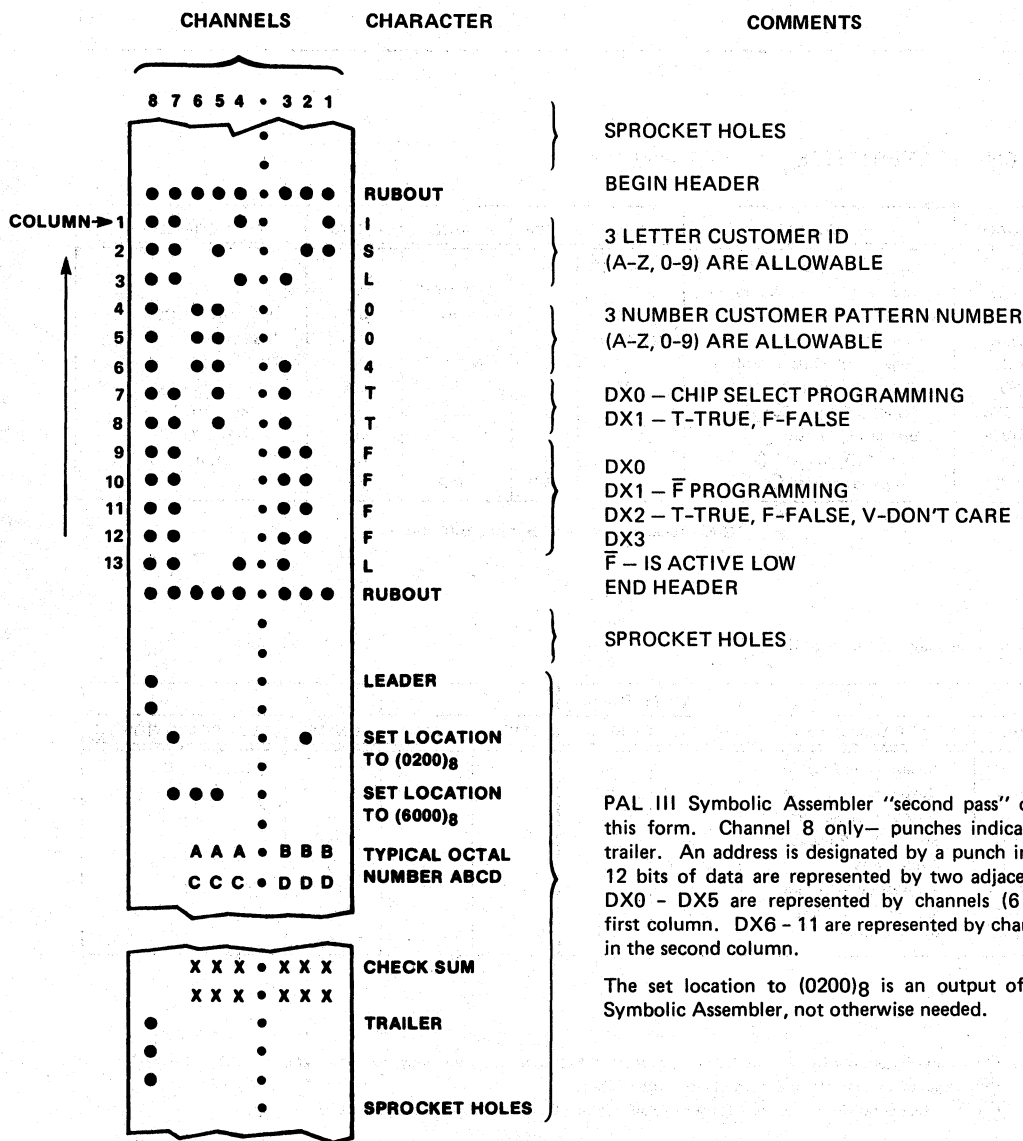 CHANNELS CHARACTER COMMENTS
8 7 6 5 4 • 3 2 1
SPROCKET HOLES
RUBOUT BEGIN HEADER
COLUMN→ 1 I
2 S 3 LETTER CUSTOMER ID
3 L (A-Z, 0-9) ARE ALLOWABLE
4 0 3 NUMBER CUSTOMER PATTERN NUMBER
5 0 (A-Z, 0-9) ARE ALLOWABLE
6 4
7 T DX0 – CHIP SELECT PROGRAMMING
8 T DX1 – T-TRUE, F-FALSE
9 F DX0
10 F DX1 – F̅ PROGRAMMING
11 F DX2 – T-TRUE, F-FALSE, V-DON'T CARE
12 F DX3
13 L F̅ – IS ACTIVE LOW
RUBOUT END HEADER
SPROCKET HOLES
LEADER
SET LOCATION
TO (0200)8
SET LOCATION
TO (6000)8
A A A • B B B TYPICAL OCTAL
C C C • D D D NUMBER ABCD
PAL III Symbolic Assembler "second pass"
this form. Channel 8 only– punches
trailer. An address is designated by a punch
12 bits of data are represented by two
DX0 - DX5 are represented by channels (6
first column. DX6 - 11 are represented by
in the second column.
The set location to (0200)8 is an output of
Symbolic Assembler, not otherwise needed.
X X X • X X X CHECK SUM
X X X • X X X
TRAILER
SPROCKET HOLES